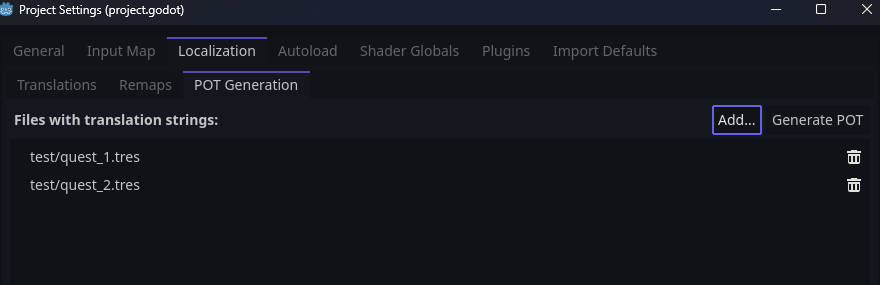 Project Settings (project.godot)
General Input Map Localization Autoload Shader Globals Plugins Import Defaults
Translations Remaps POT Generation
Files with translation strings: Add... Generate POT
test/quest_1.tres
test/quest_2.tres